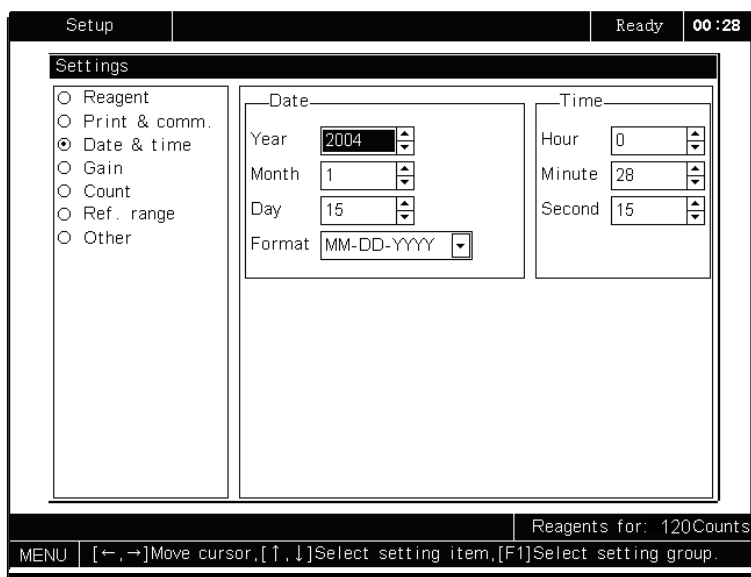 Setup Ready 00:28
Settings
Reagent
Print & comm.
Date & time
Gain
Count
Ref. range
Other
Date
Year 2004
Month 1
Day 15
Format MM-DD-YYYY
Time
Hour 0
Minute 28
Second 15
Reagents for: 120Counts
MENU [←,→]Move cursor,[↑,↓]Select setting item,[F1]Select setting group.